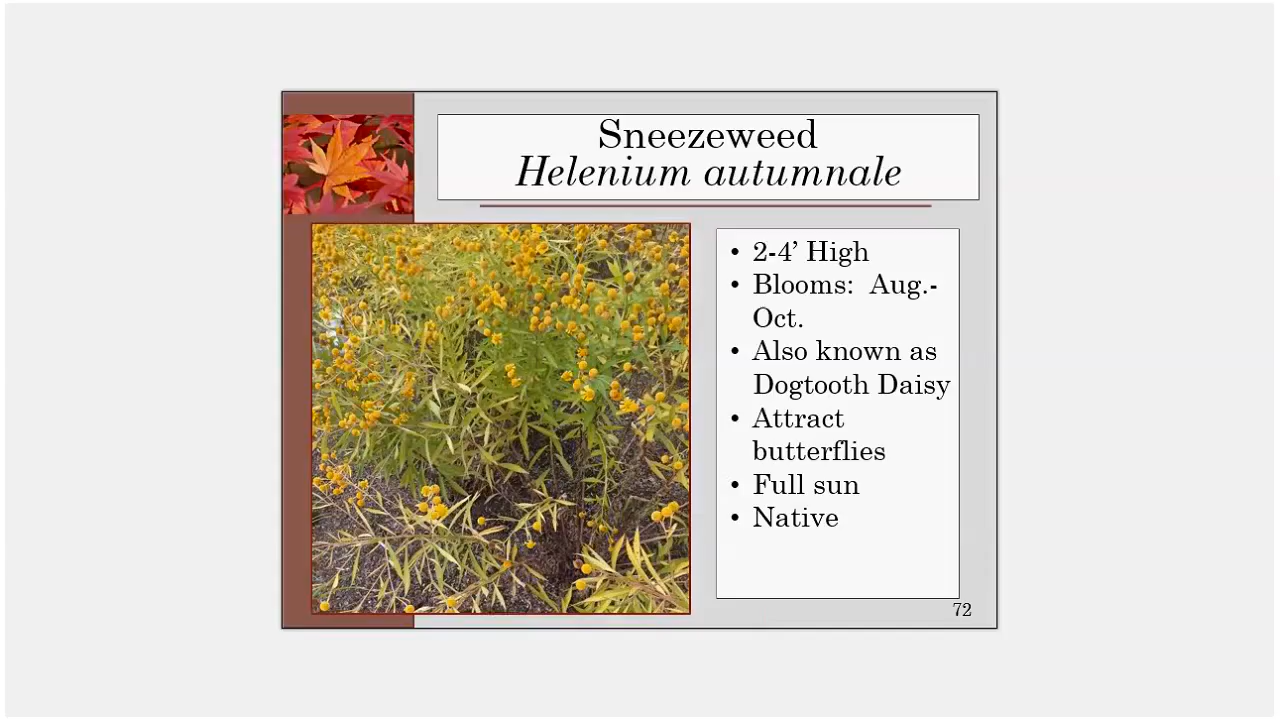 Sneezeweed
Helenium autumnale
• 2-4’ High
• Blooms:  Aug.-
Oct.
• Also known as
Dogtooth Daisy
• Attract
butterflies
• Full sun
• Native
72